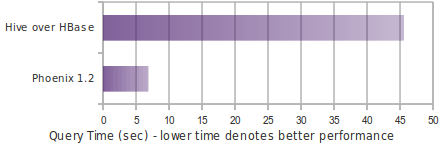 Hive over HBase
Phoenix 1.2
0 5 10 15 20 25 30 35 40 45 50
Query Time (sec) - lower time denotes better performance